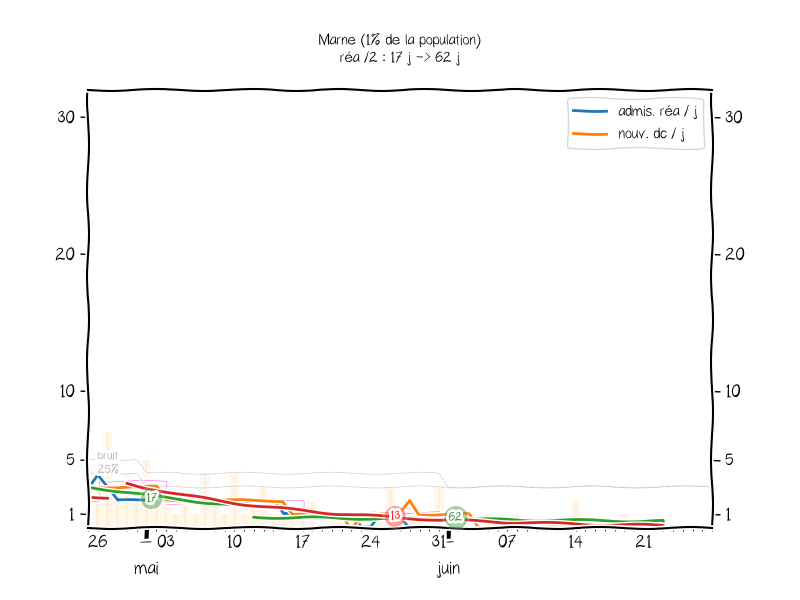 Marne (1% de la population)
réa /2 : 17 j -> 62 j
admis. réa / j
nouv. dc / j
30
30
20
20
10
10
5
5
1
1
bruit
25%
17
13
62
26 03 10 17 24 31 07 14 21
mai juin